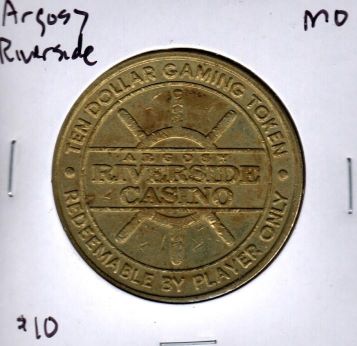 Argosy
Riverside
MO
• TEN DOLLAR GAMING TOKEN •
ARGOSY
RIVERSIDE
CASINO
REDEEMABLE BY PLAYER ONLY
$10